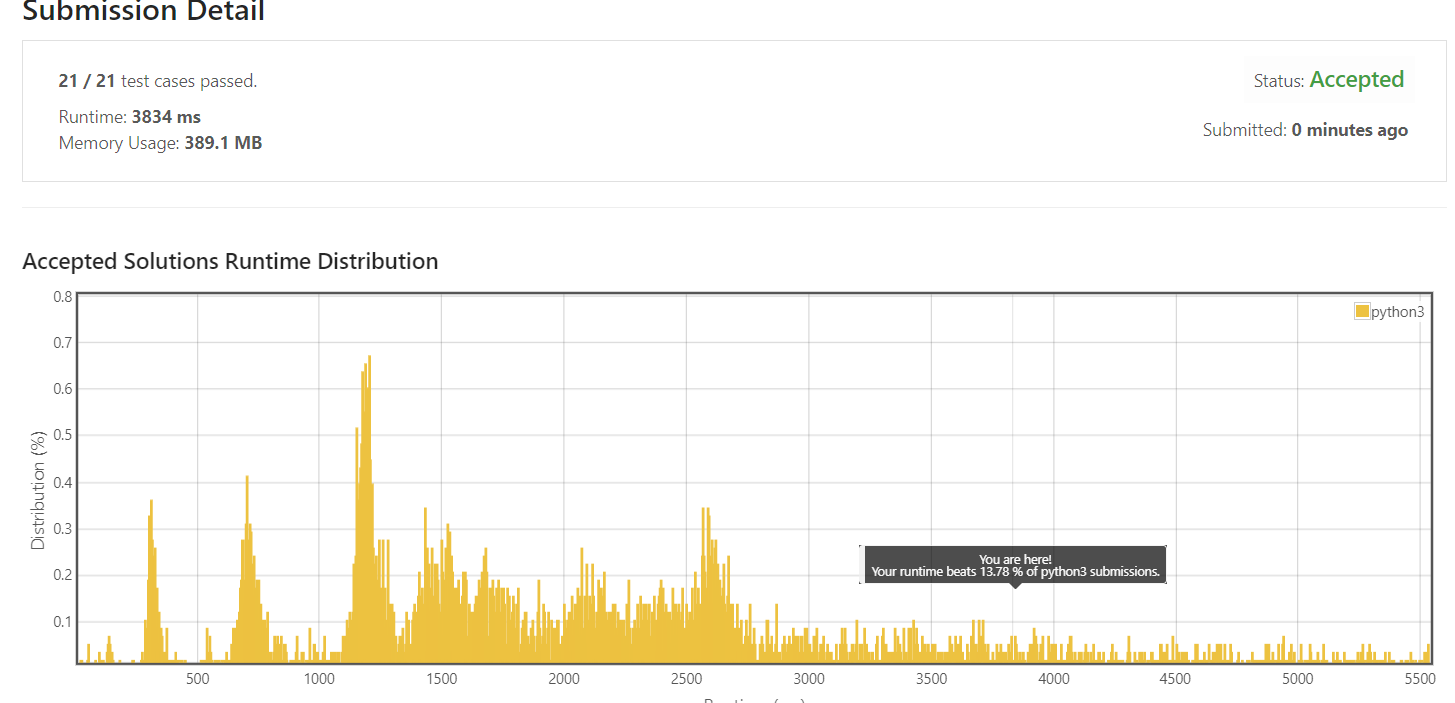 Submission Detail
21 / 21 test cases passed.
Status: Accepted
Runtime: 3834 ms
Submitted: 0 minutes ago
Memory Usage: 389.1 MB
Accepted Solutions Runtime Distribution
0.8
0.7
0.6
0.5
0.4
0.3
0.2
0.1
Distribution (%)
python3
You are here!
Your runtime beats 13.78 % of python3 submissions.
500
1000
1500
2000
2500
3000
3500
4000
4500
5000
5500